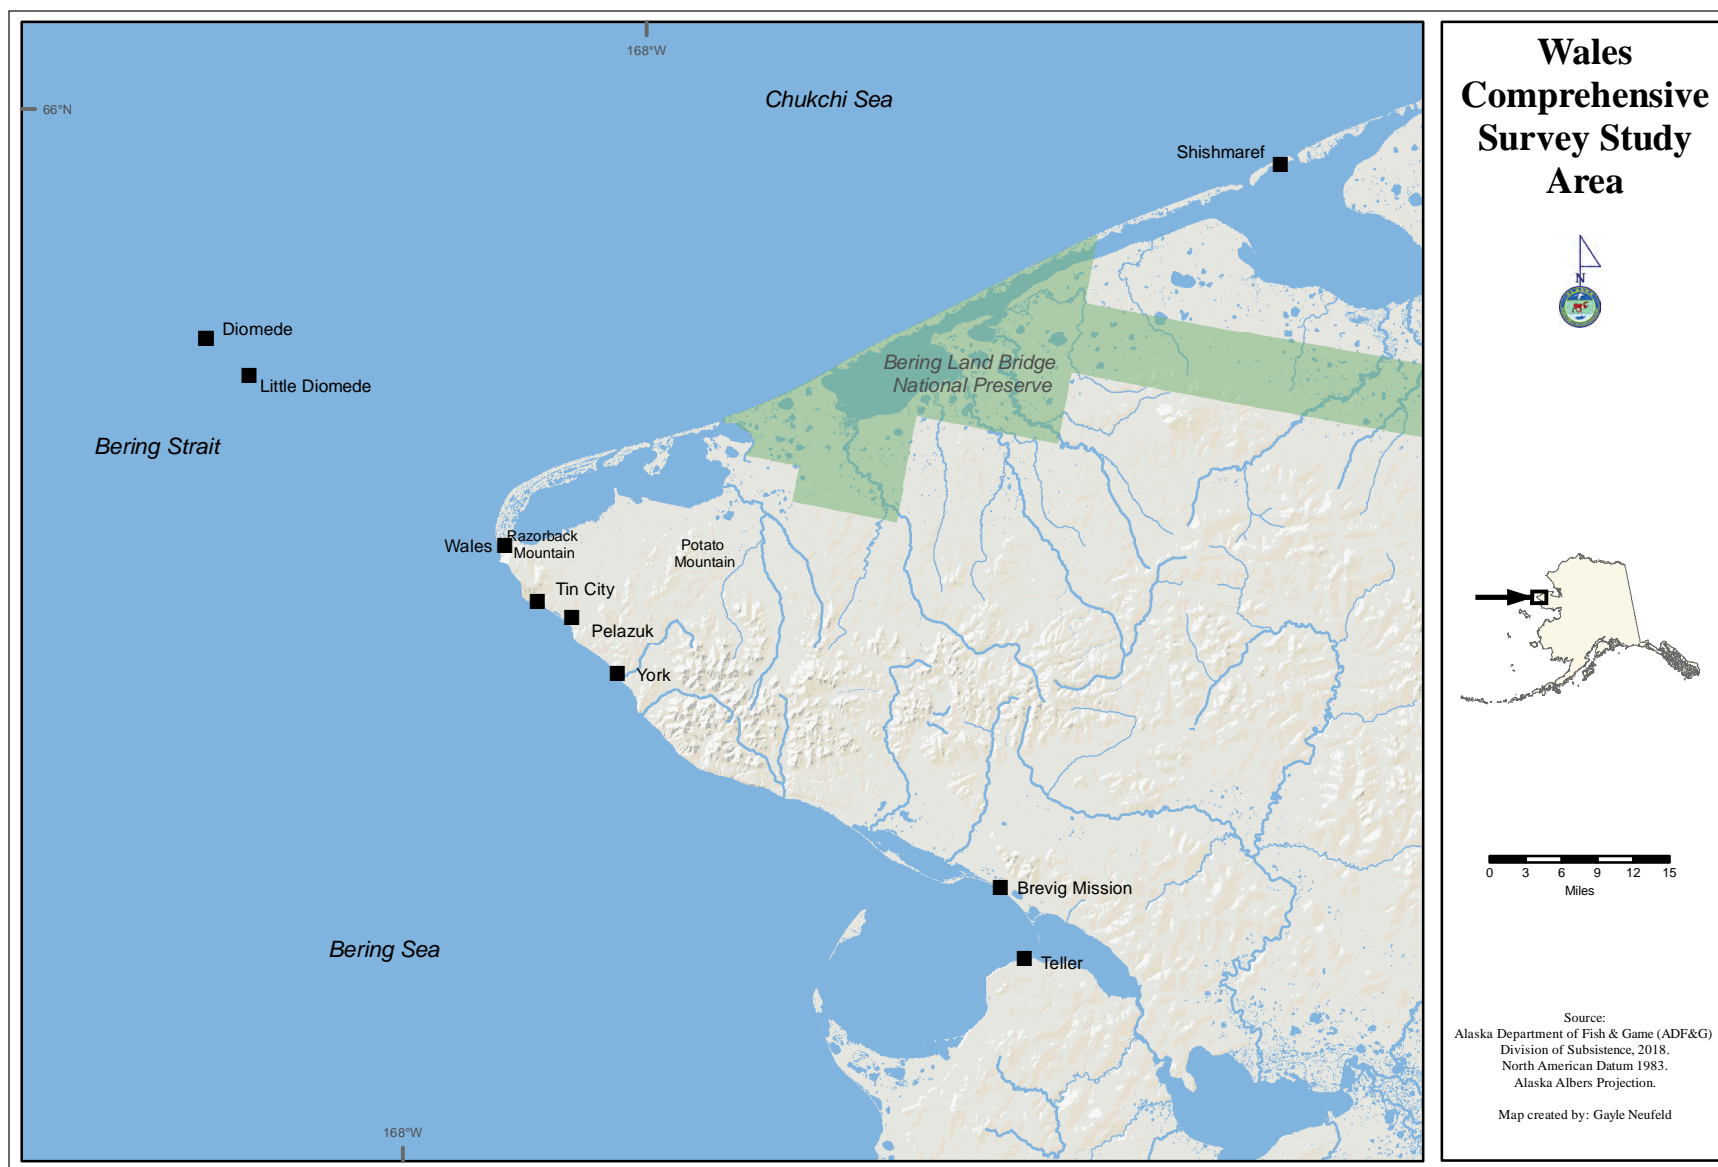 168°W
66°N
Chukchi Sea
Shishmaref
Diomede
Little Diomede
Bering Land Bridge
National Preserve
Bering Strait
Wales
Razorback
Mountain
Potato
Mountain
Tin City
Pelazuk
York
Brevig Mission
Bering Sea
Teller
168°W
Wales
Comprehensive
Survey Study
Area
N
0 3 6 9 12 15
Miles
Source:
Alaska Department of Fish & Game (ADF&G)
Division of Subsistence, 2018.
North American Datum 1983.
Alaska Albers Projection.
Map created by: Gayle Neufeld